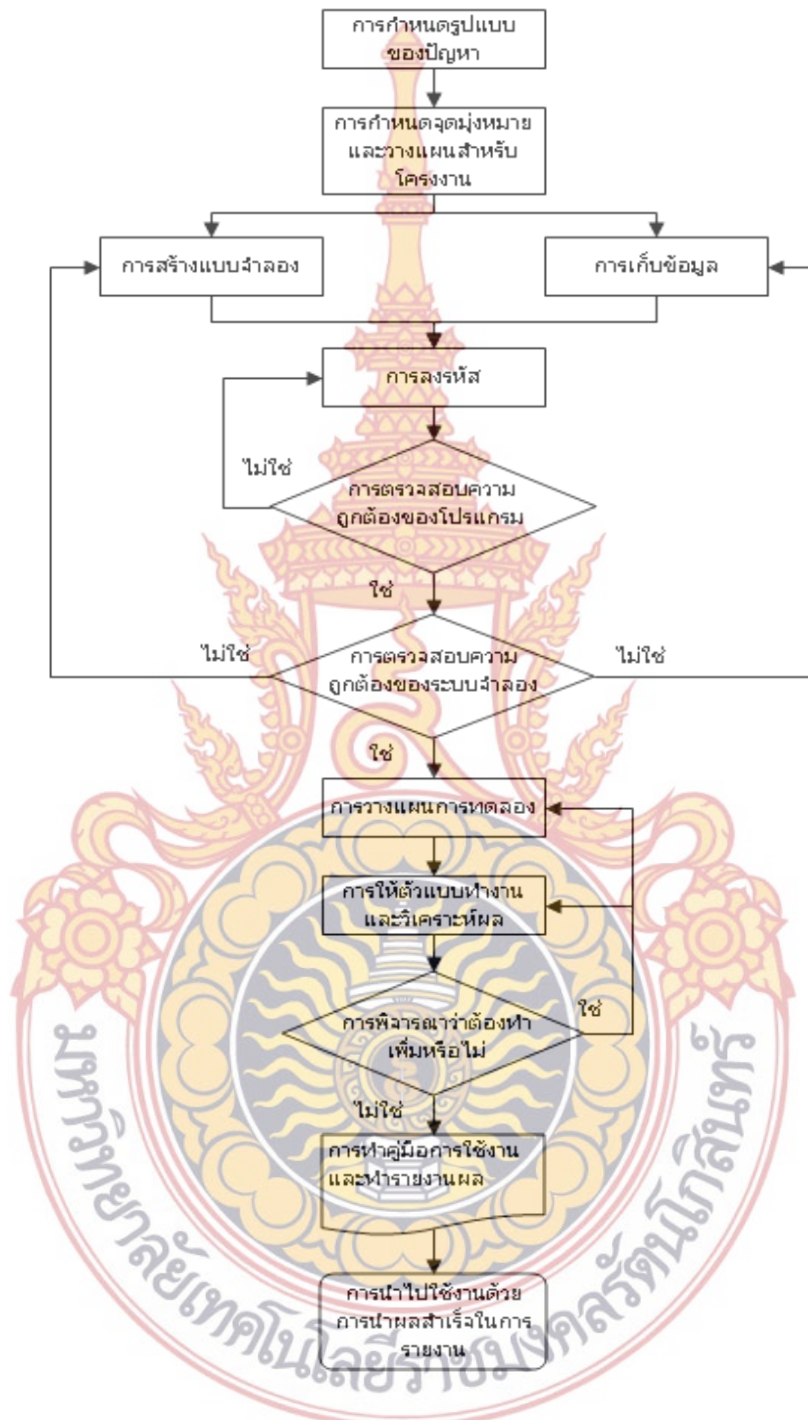 การกำหนดรูปแบบ
ของปัญหา
การกำหนดจุดมุ่งหมาย
และวางแผนสำหรับ
โครงงาน
การสร้างแบบจำลอง
การเก็บข้อมูล
การลงรหัส
ไม่ใช่
การตรวจสอบความ
ถูกต้องของโปรแกรม
ใช่
ไม่ใช่
การตรวจสอบความ
ถูกต้องของระบบจำลอง
ไม่ใช่
ใช่
การวางแผนการทดลอง
การให้ตัวแบบทำงาน
และวิเคราะห์ผล
การพิจารณาว่าต้องทำ
เพิ่มหรือไม่
ใช่
ไม่ใช่
การทำคู่มือการใช้งาน
และทำรายงานผล
การนำไปใช้งานด้วย
การนำผลสำเร็จในการ
รายงาน
มหาวิทยาลัยเทคโนโลยีราชมงคลรัตนโกสินทร์